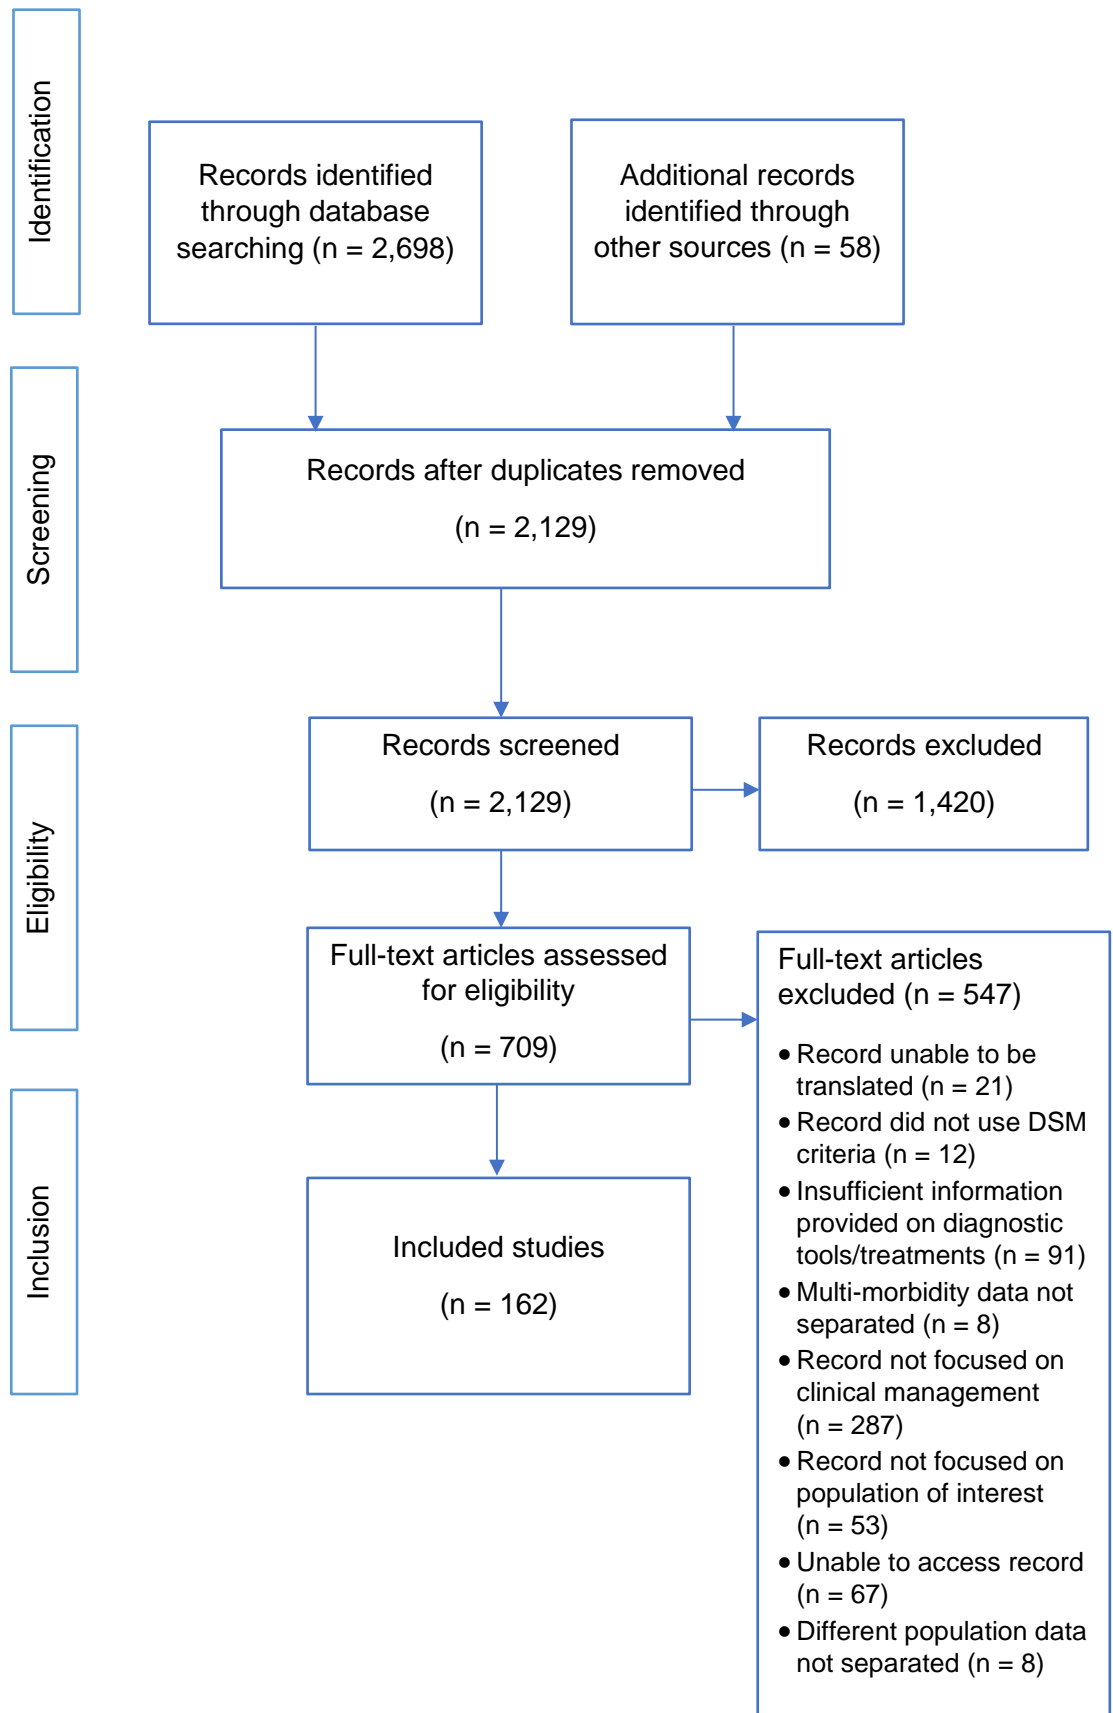 Identification
Records identified
through database
searching (n = 2,698)
Additional records
identified through
other sources (n = 58)
Screening
Records after duplicates removed
(n = 2,129)
Eligibility
Records screened
(n = 2,129)
Records excluded
(n = 1,420)
Full-text articles assessed
for eligibility
(n = 709)
Full-text articles
excluded (n = 547)
• Record unable to be
translated (n = 21)
• Record did not use DSM
criteria (n = 12)
• Insufficient information
provided on diagnostic
tools/treatments (n = 91)
• Multi-morbidity data not
separated (n = 8)
• Record not focused on
clinical management
(n = 287)
• Record not focused on
population of interest
(n = 53)
• Unable to access record
(n = 67)
• Different population data
not separated (n = 8)
Inclusion
Included studies
(n = 162)